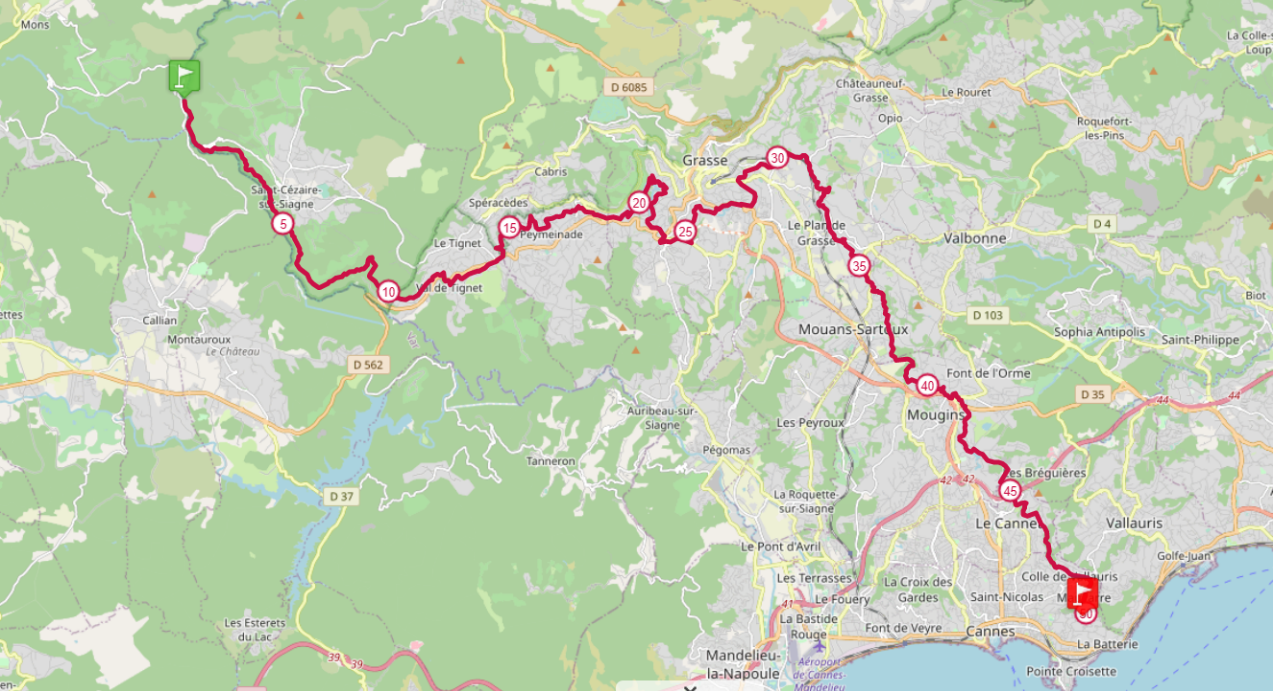 Mons
D 6085
La Colle-s
Loup
Châteauneuf-
Grasse
Le Rouret
Opio
Roquefort-
les-Pins
Grasse
30
Cabris
Saint-Cézaire-
sur-Siagne
Spéracèdes
20
5
15
25
Peymeinade
Le Plan de
Grasse
D 4
Valbonne
Le Tignet
35
10
Val de Tignet
Biot
ettes
Callian
Montauroux
Le Château
D 103
Mouans-Sartoux
Sophia Antipolis
Saint-Philippe
D 562
Font de l'Orme
40
D 35
44
44
Auribeau-sur-
Siagne
Mougins
Les Peyroux
Tanneron
Pégomas
Les Bréguières
42
42
45
D 37
La Roquette-
sur-Siagne
Le Cannet
Vallauris
Le Pont d'Avril
Golfe-Juan
Les Terrasses
La Croix des
Gardes
Colle de Vallauris
Saint-Nicolas
Le Fouery
41
50
Les Esterets
du Lac
La Bastide
Rouge
Font de Veyre
Cannes
La Batterie
39
39
Mandelieu-
la-Napoule
Aéroport
de Cannes-
Mandelieu
Pointe Croisette